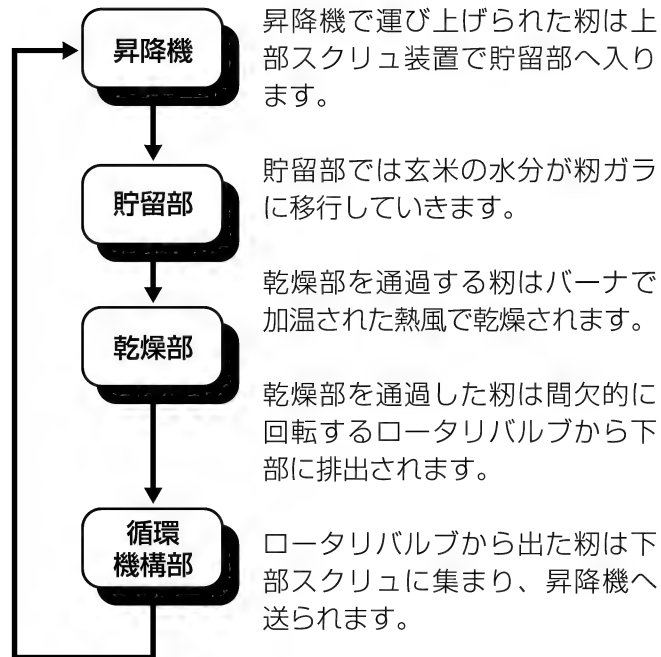 昇降機
昇降機で運び上げられた籾は上
部スクリュ装置で貯留部へ入り
ます。
貯留部
貯留部では玄米の水分が籾ガラ
に移行していきます。
乾燥部を通過する籾はバーナで
加温された熱風で乾燥されます。
乾燥部
乾燥部を通過した籾は間欠的に
回転するロータリバルブから下
部に排出されます。
循環
機構部
ロータリバルブから出た籾は下
部スクリュに集まり、昇降機へ
送られます。